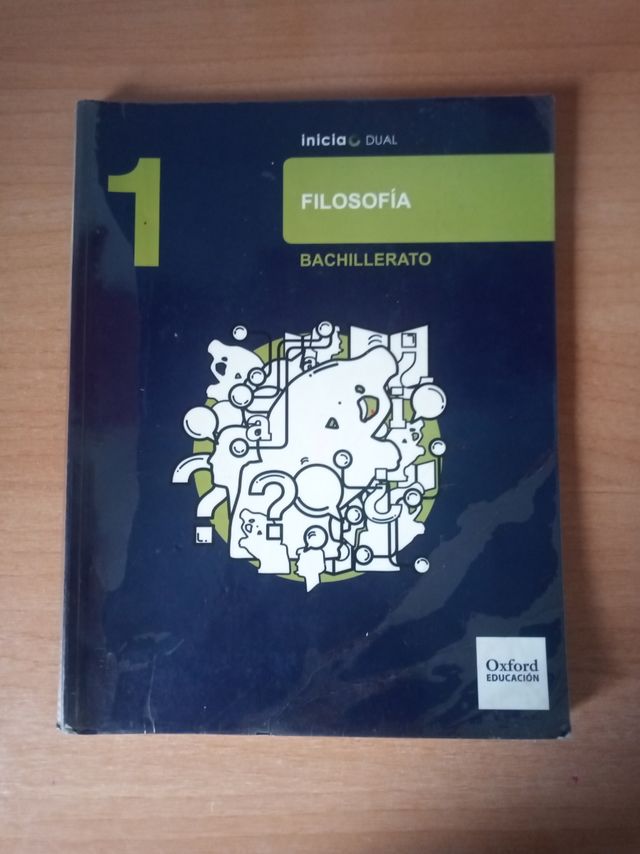 inicia DUAL
1
FILOSOFÍA
BACHILLERATO
a
a
?
?
Oxford
EDUCACIÓN